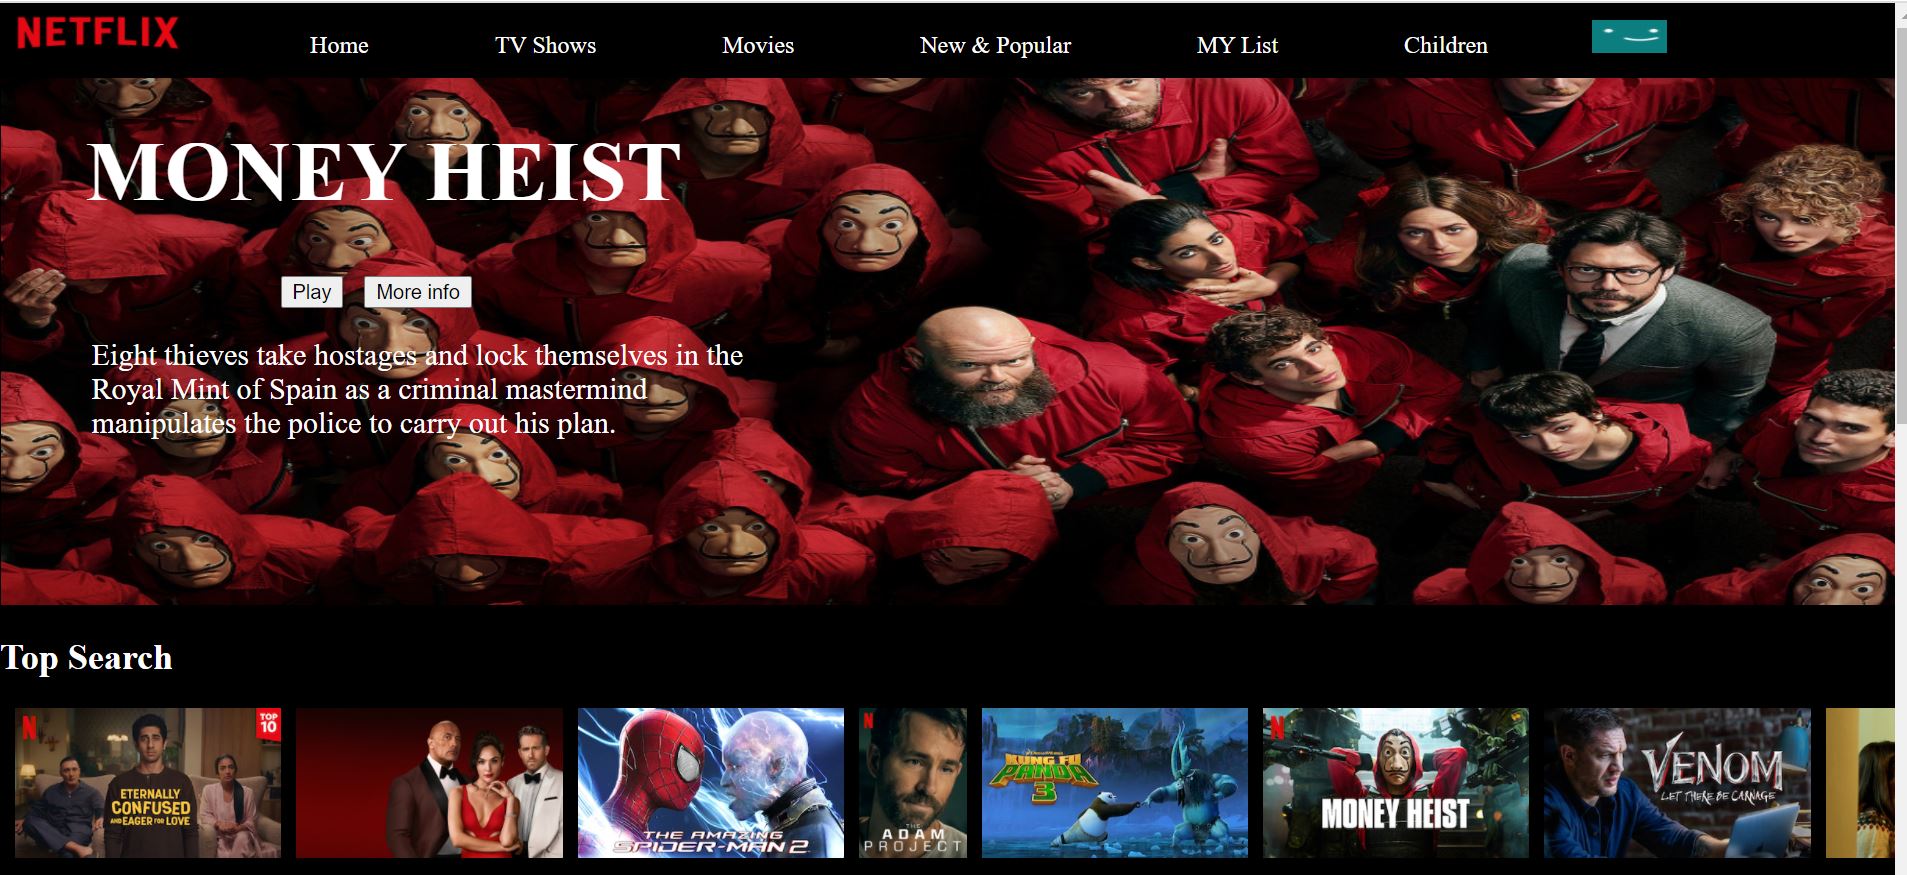 NETFLIX
Home
TV Shows
Movies
New & Popular
MY List
Children
MONEY HEIST
Play
More info
Eight thieves take hostages and lock themselves in the
Royal Mint of Spain as a criminal mastermind
manipulates the police to carry out his plan.
Top Search
N
TOP
10
ETERNALLY
CONFUSED
AND EAGER FOR LOVE
THE AMAZING
SPIDER-MAN 2
N
THE
ADAM
PROJECT
KUNG FU
PANDA
3
N
MONEY HEIST
VENOM
LET THERE BE CARNAGE